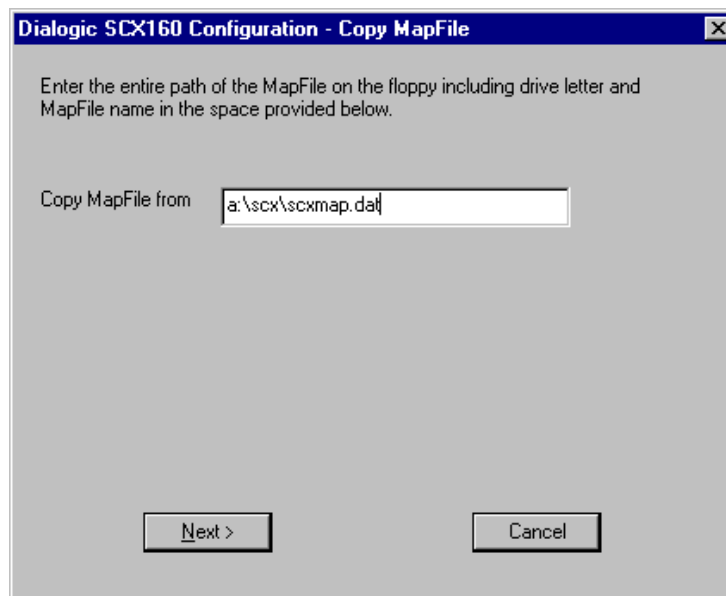 Dialogic SCX160 Configuration - Copy MapFile
Enter the entire path of the MapFile on the floppy including drive letter and
MapFile name in the space provided below.
Copy MapFile from a:\scx\scxmap.dat
Next > Cancel